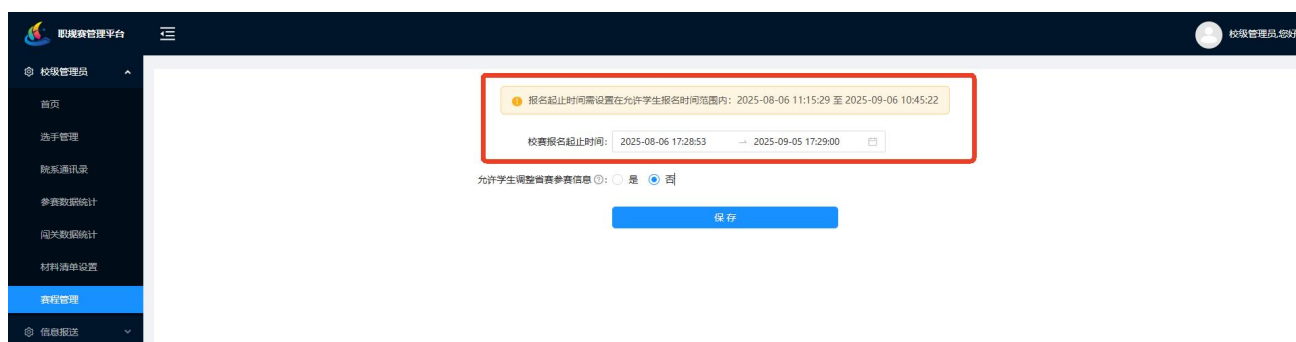 职规赛管理平台
校级管理员,您好
校级管理员
首页
选手管理
院系通讯录
参赛数据统计
闯关数据统计
材料清单设置
赛程管理
信息报送
报名起止时间需设置在允许学生报名时间范围内：2025-08-06 11:15:29 至 2025-09-06 10:45:22
校赛报名起止时间： 2025-08-06 17:28:53 → 2025-09-05 17:29:00
允许学生调整省赛参赛信息 ?： 是 否
保存